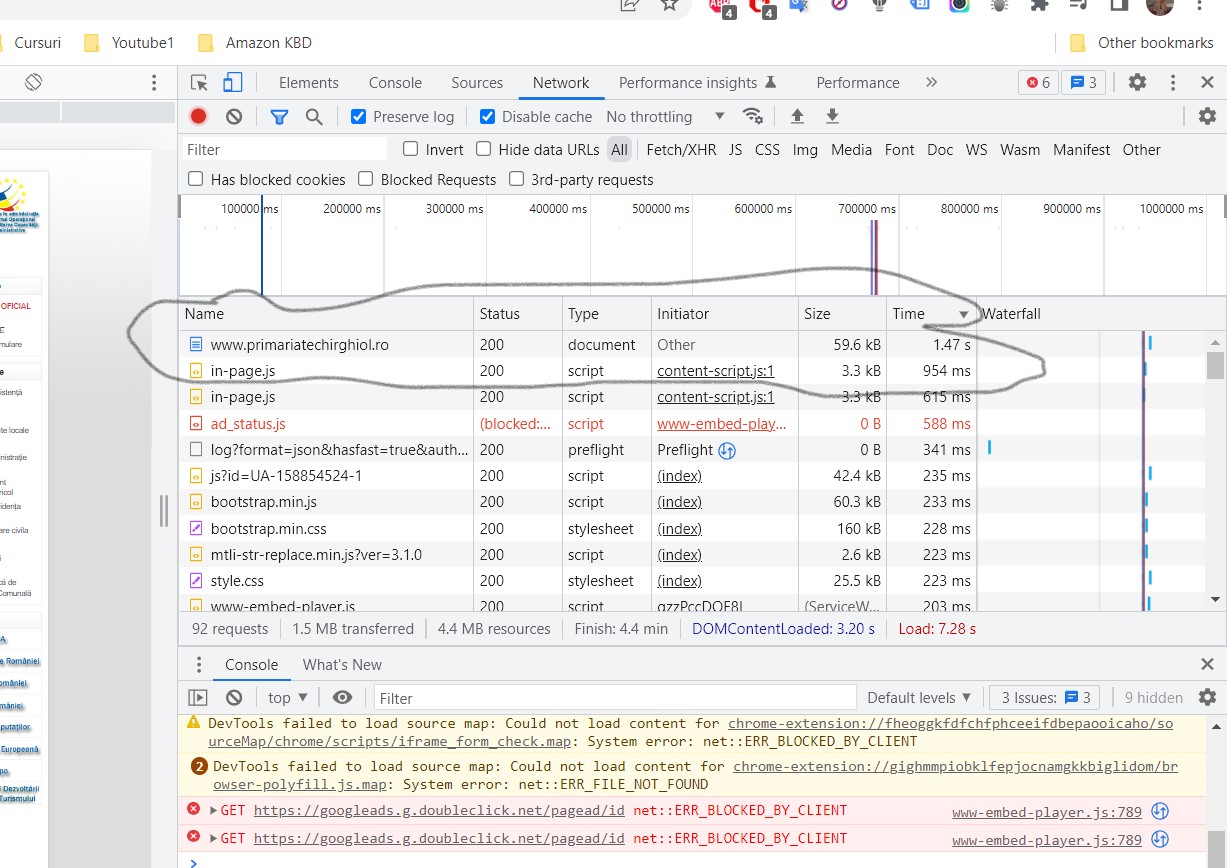 ABP 4 4
Cursuri Youtube1 Amazon KBD Other bookmarks
Elements Console Sources Network Performance insights Performance 6 3
Preserve log Disable cache No throttling
Filter Invert Hide data URLs All Fetch/XHR JS CSS Img Media Font Doc WS Wasm Manifest Other
Has blocked cookies Blocked Requests 3rd-party requests
100000 ms 200000 ms 300000 ms 400000 ms 500000 ms 600000 ms 700000 ms 800000 ms 900000 ms 1000000 ms
OFICIAL
Name Status Type Initiator Size Time Waterfall
www.primariatechirghiol.ro 200 document Other 59.6 kB 1.47 s
in-page.js 200 script content-script.js:1 3.3 kB 954 ms
in-page.js 200 script content-script.js:1 3.3 kB 615 ms
ad_status.js (blocked:... script www-embed-play... 0 B 588 ms
log?format=json&hasfast=true&auth... 200 preflight Preflight 0 B 341 ms
js?id=UA-158854524-1 200 script (index) 42.4 kB 235 ms
bootstrap.min.js 200 script (index) 60.3 kB 233 ms
bootstrap.min.css 200 stylesheet (index) 160 kB 228 ms
mtli-str-replace.min.js?ver=3.1.0 200 script (index) 2.6 kB 223 ms
style.css 200 stylesheet (index) 25.5 kB 223 ms
www-embed-player.js 200 script (ServiceW... 203 ms
92 requests 1.5 MB transferred 4.4 MB resources Finish: 4.4 min DOMContentLoaded: 3.20 s Load: 7.28 s
Console What's New
top Filter Default levels 3 Issues: 3 9 hidden
DevTools failed to load source map: Could not load content for chrome-extension://fheoggkfdfchfphceeifdbepaooicaho/so
urceMap/chrome/scripts/iframe_form_check.map: System error: net::ERR_BLOCKED_BY_CLIENT
2 DevTools failed to load source map: Could not load content for chrome-extension://gighmmpiobklfepjocnamgkkbiglidom/br
owser-polyfill.js.map: System error: net::ERR_FILE_NOT_FOUND
GET https://googleads.g.doubleclick.net/pagead/id net::ERR_BLOCKED_BY_CLIENT www-embed-player.js:789
GET https://googleads.g.doubleclick.net/pagead/id net::ERR_BLOCKED_BY_CLIENT www-embed-player.js:789